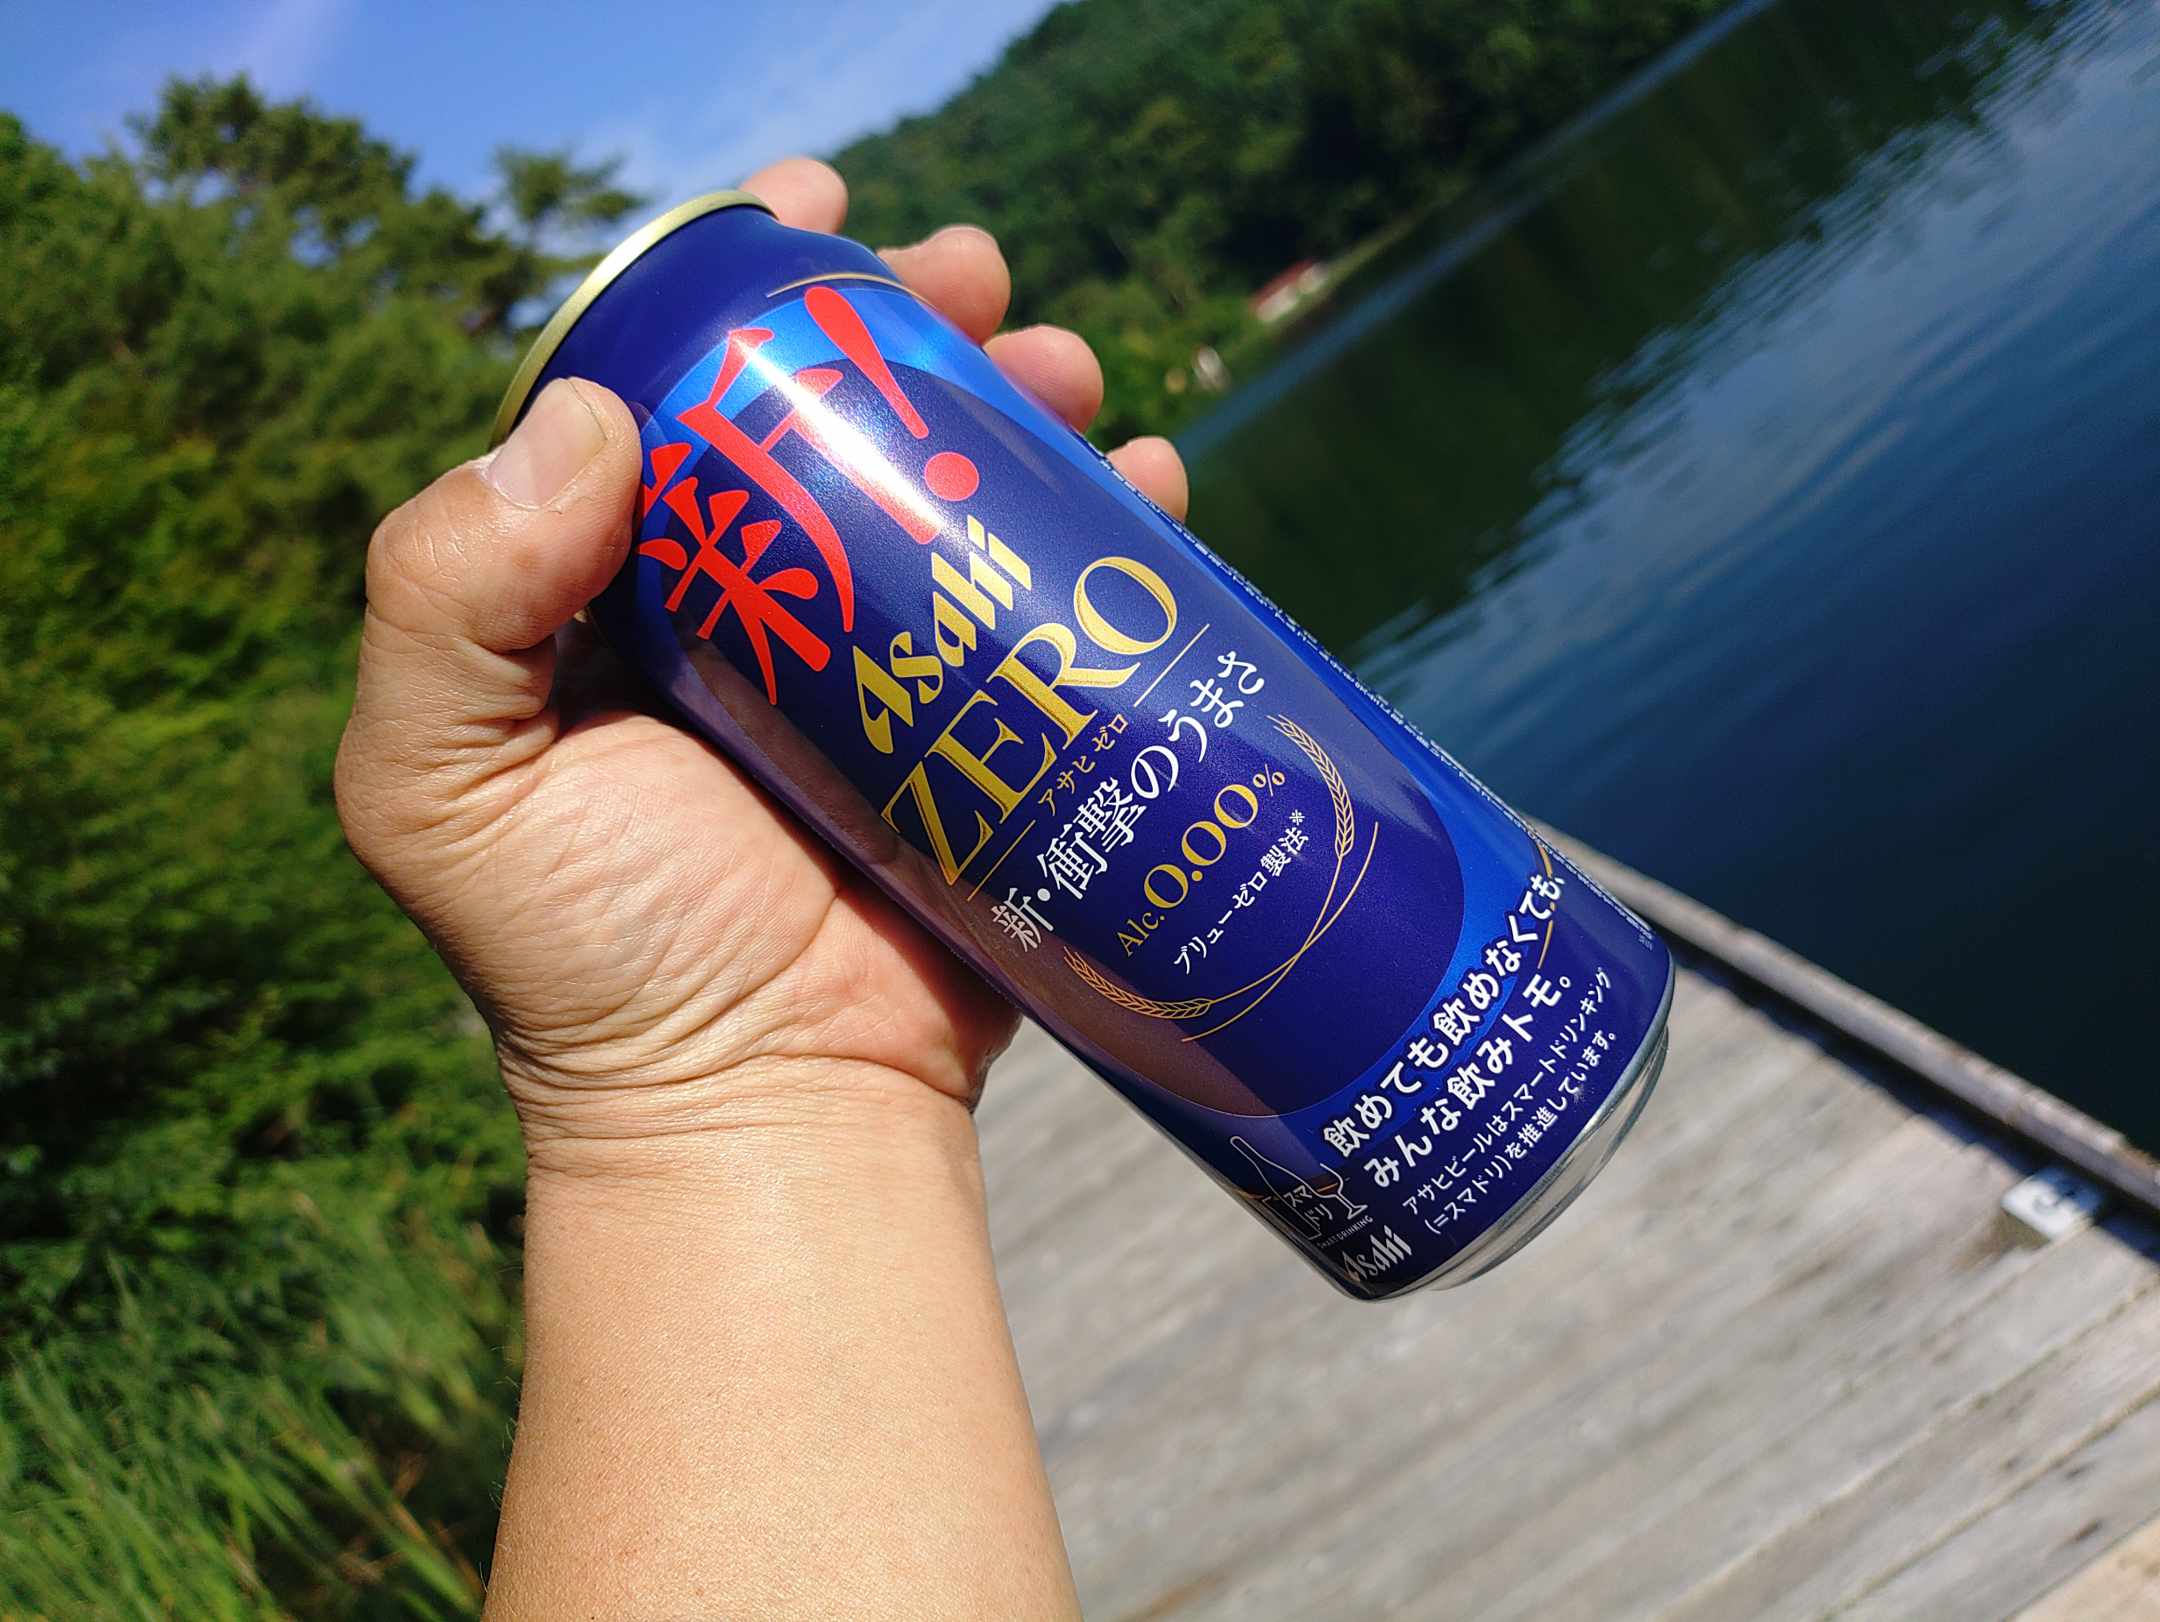 新!
Asahi
ZERO
アサヒ ゼロ
新・衝撃のうまさ
Alc.0.00%
ブリューゼロ製法※
飲めても飲めなくても、
みんな飲みトモ。
アサヒビールはスマートドリンキング
(=スマドリ)を推進しています。
スマ
ドリ
SMART DRINKING
Asahi